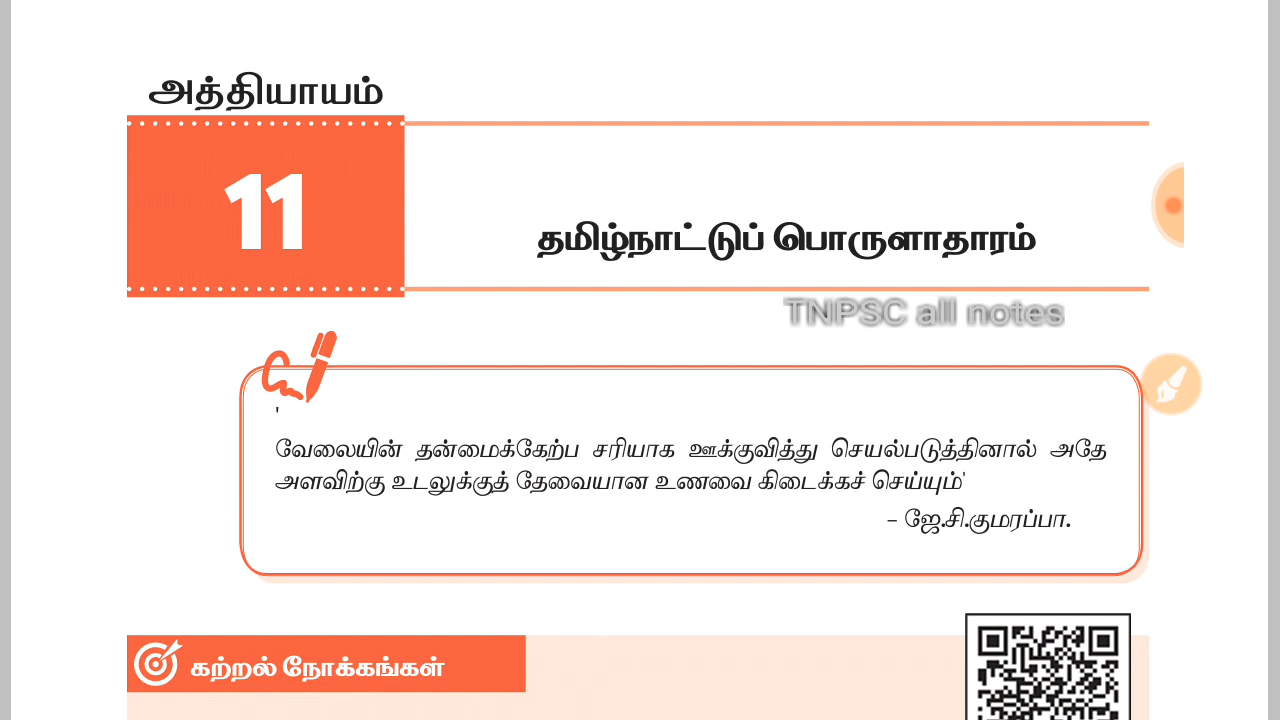 அத்தியாயம்
11
தமிழ்நாட்டுப் பொருளாதாரம்
TNPSC all notes
'
வேலையின் தன்மைக்கேற்ப சரியாக ஊக்குவித்து செயல்படுத்தினால் அதே
அளவிற்கு உடலுக்குத் தேவையான உணவை கிடைக்கச் செய்யும்'
– ஜே.சி.குமரப்பா.
கற்றல் நோக்கங்கள்